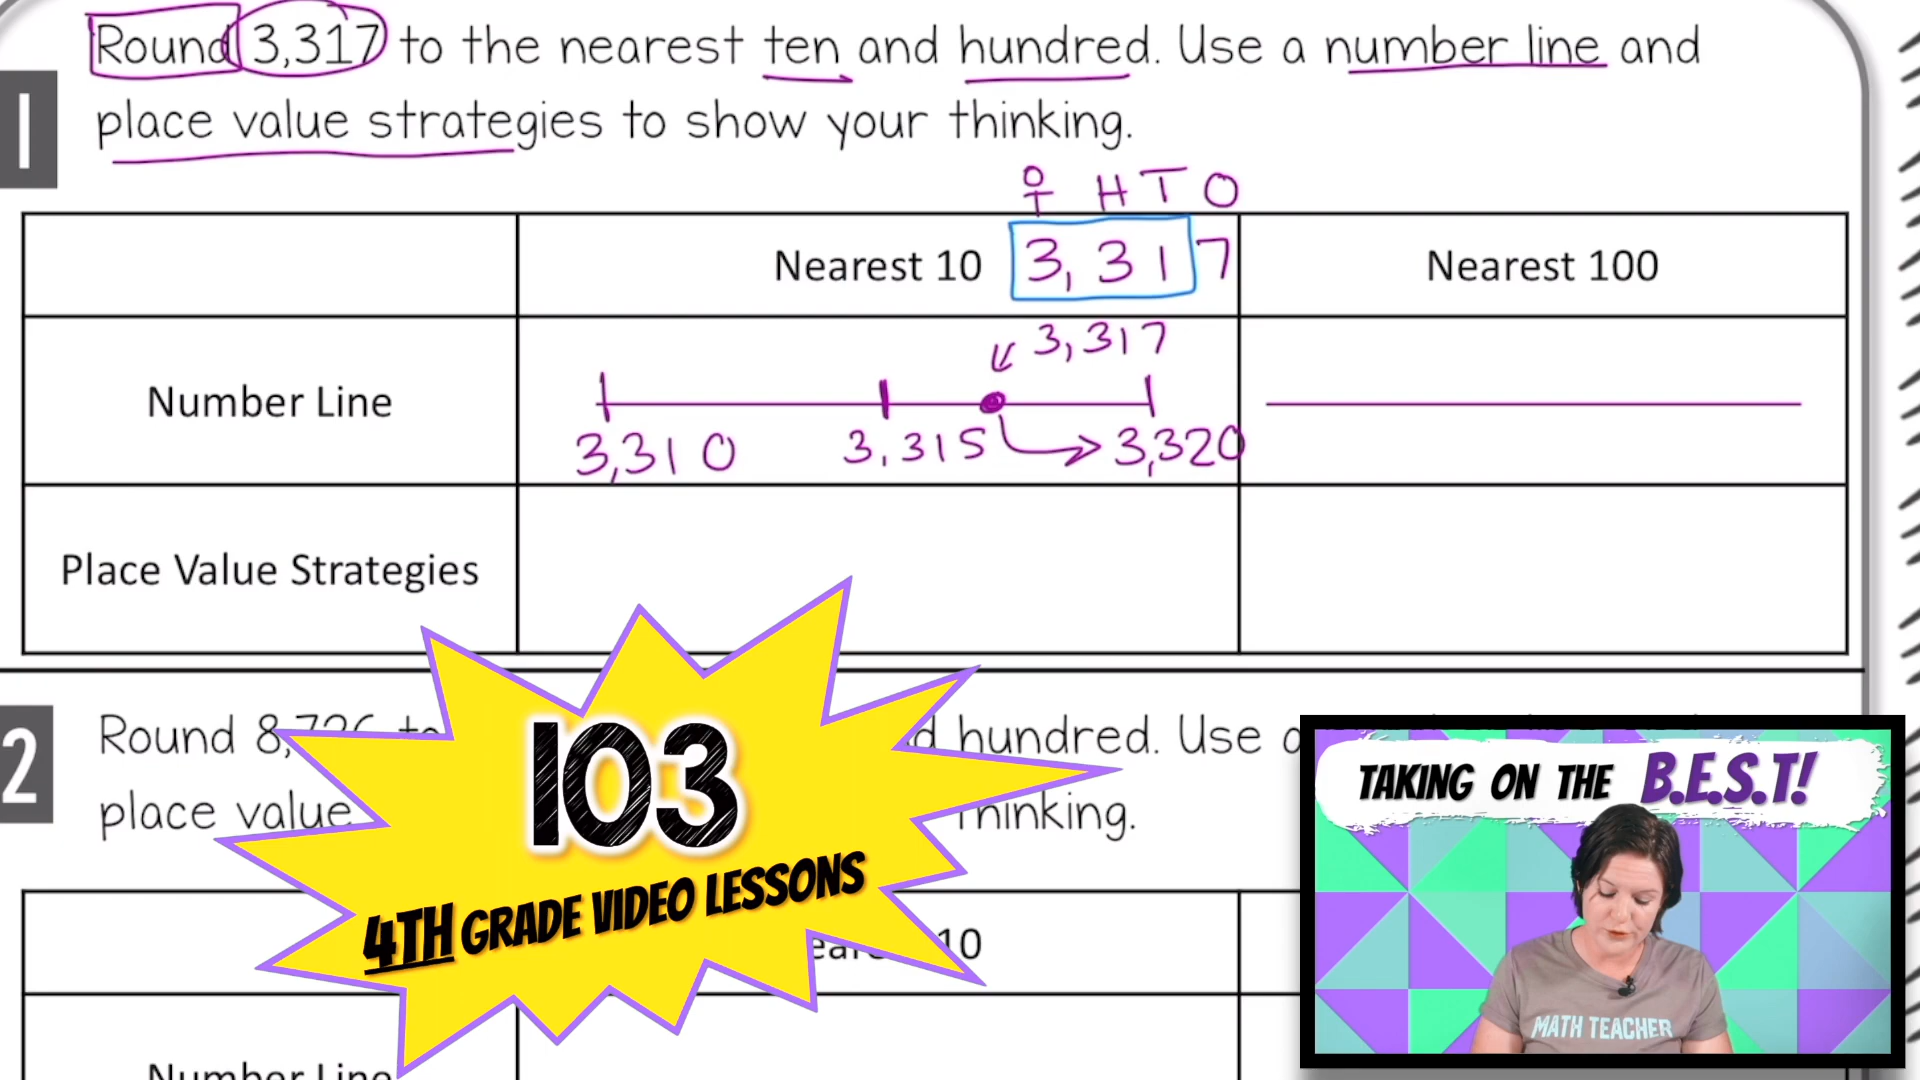 Round 3,317 to the nearest ten and hundred. Use a number line and
place value strategies to show your thinking.
1
T H T O
Nearest 10 3,317 Nearest 100
3,317
Number Line
3,310 3,315 3,320
Place Value Strategies
2
Round 8, hundred. Use a
place value thinking.
103
4TH GRADE VIDEO LESSONS
10
Number Line
TAKING ON THE B.E.S.T!
MATH TEACHER